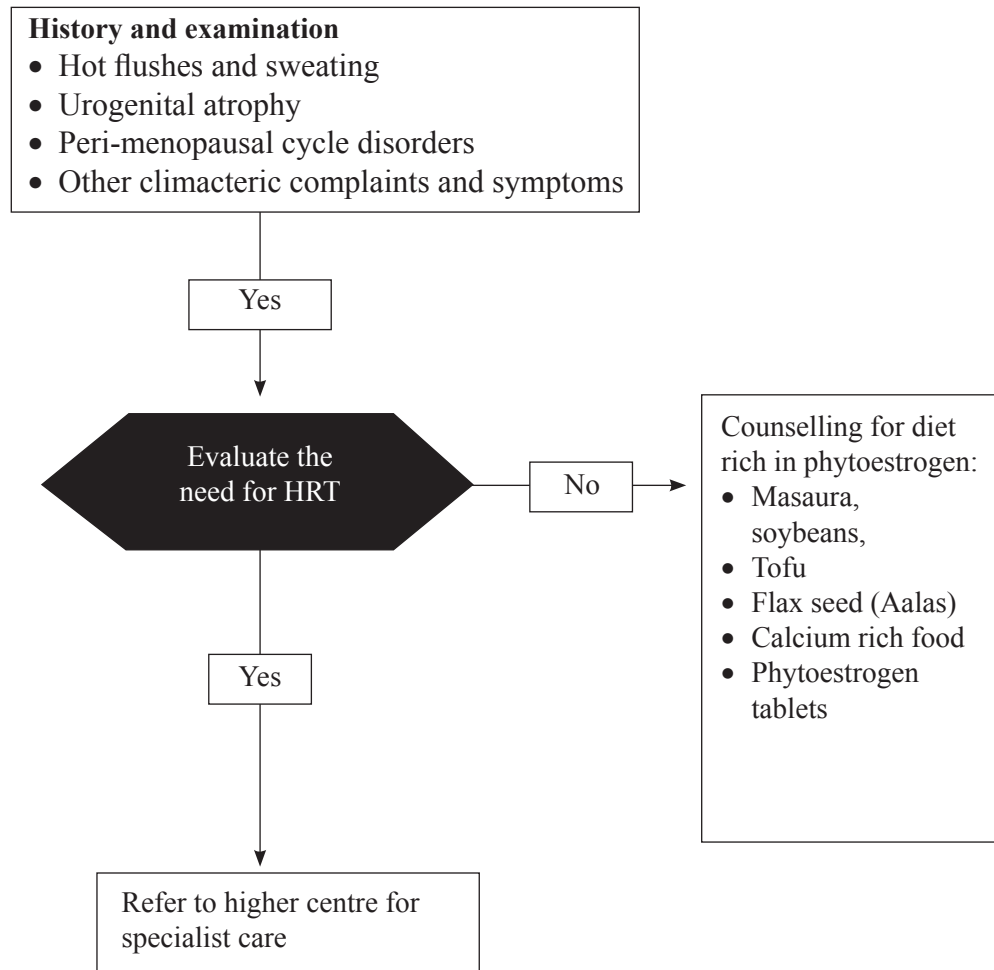 History and examination
• Hot flushes and sweating
• Urogenital atrophy
• Peri-menopausal cycle disorders
• Other climacteric complaints and symptoms
Yes
Evaluate the
need for HRT
No
Counselling for diet
rich in phytoestrogen:
• Masaura,
soybeans,
• Tofu
• Flax seed (Aalas)
• Calcium rich food
• Phytoestrogen
tablets
Yes
Refer to higher centre for
specialist care